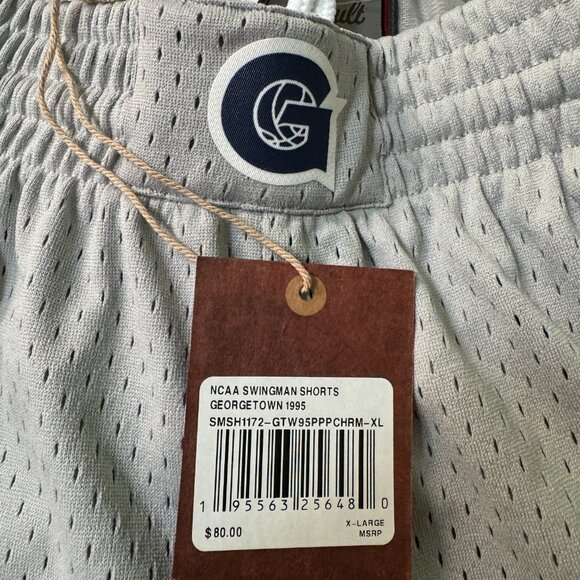 G
NCAA SWINGMAN SHORTS
GEORGETOWN 1995
SMSH1172-GTW95PPPCHRM-XL
1 95563 25648 0
$80.00
X-LARGE
MSRP